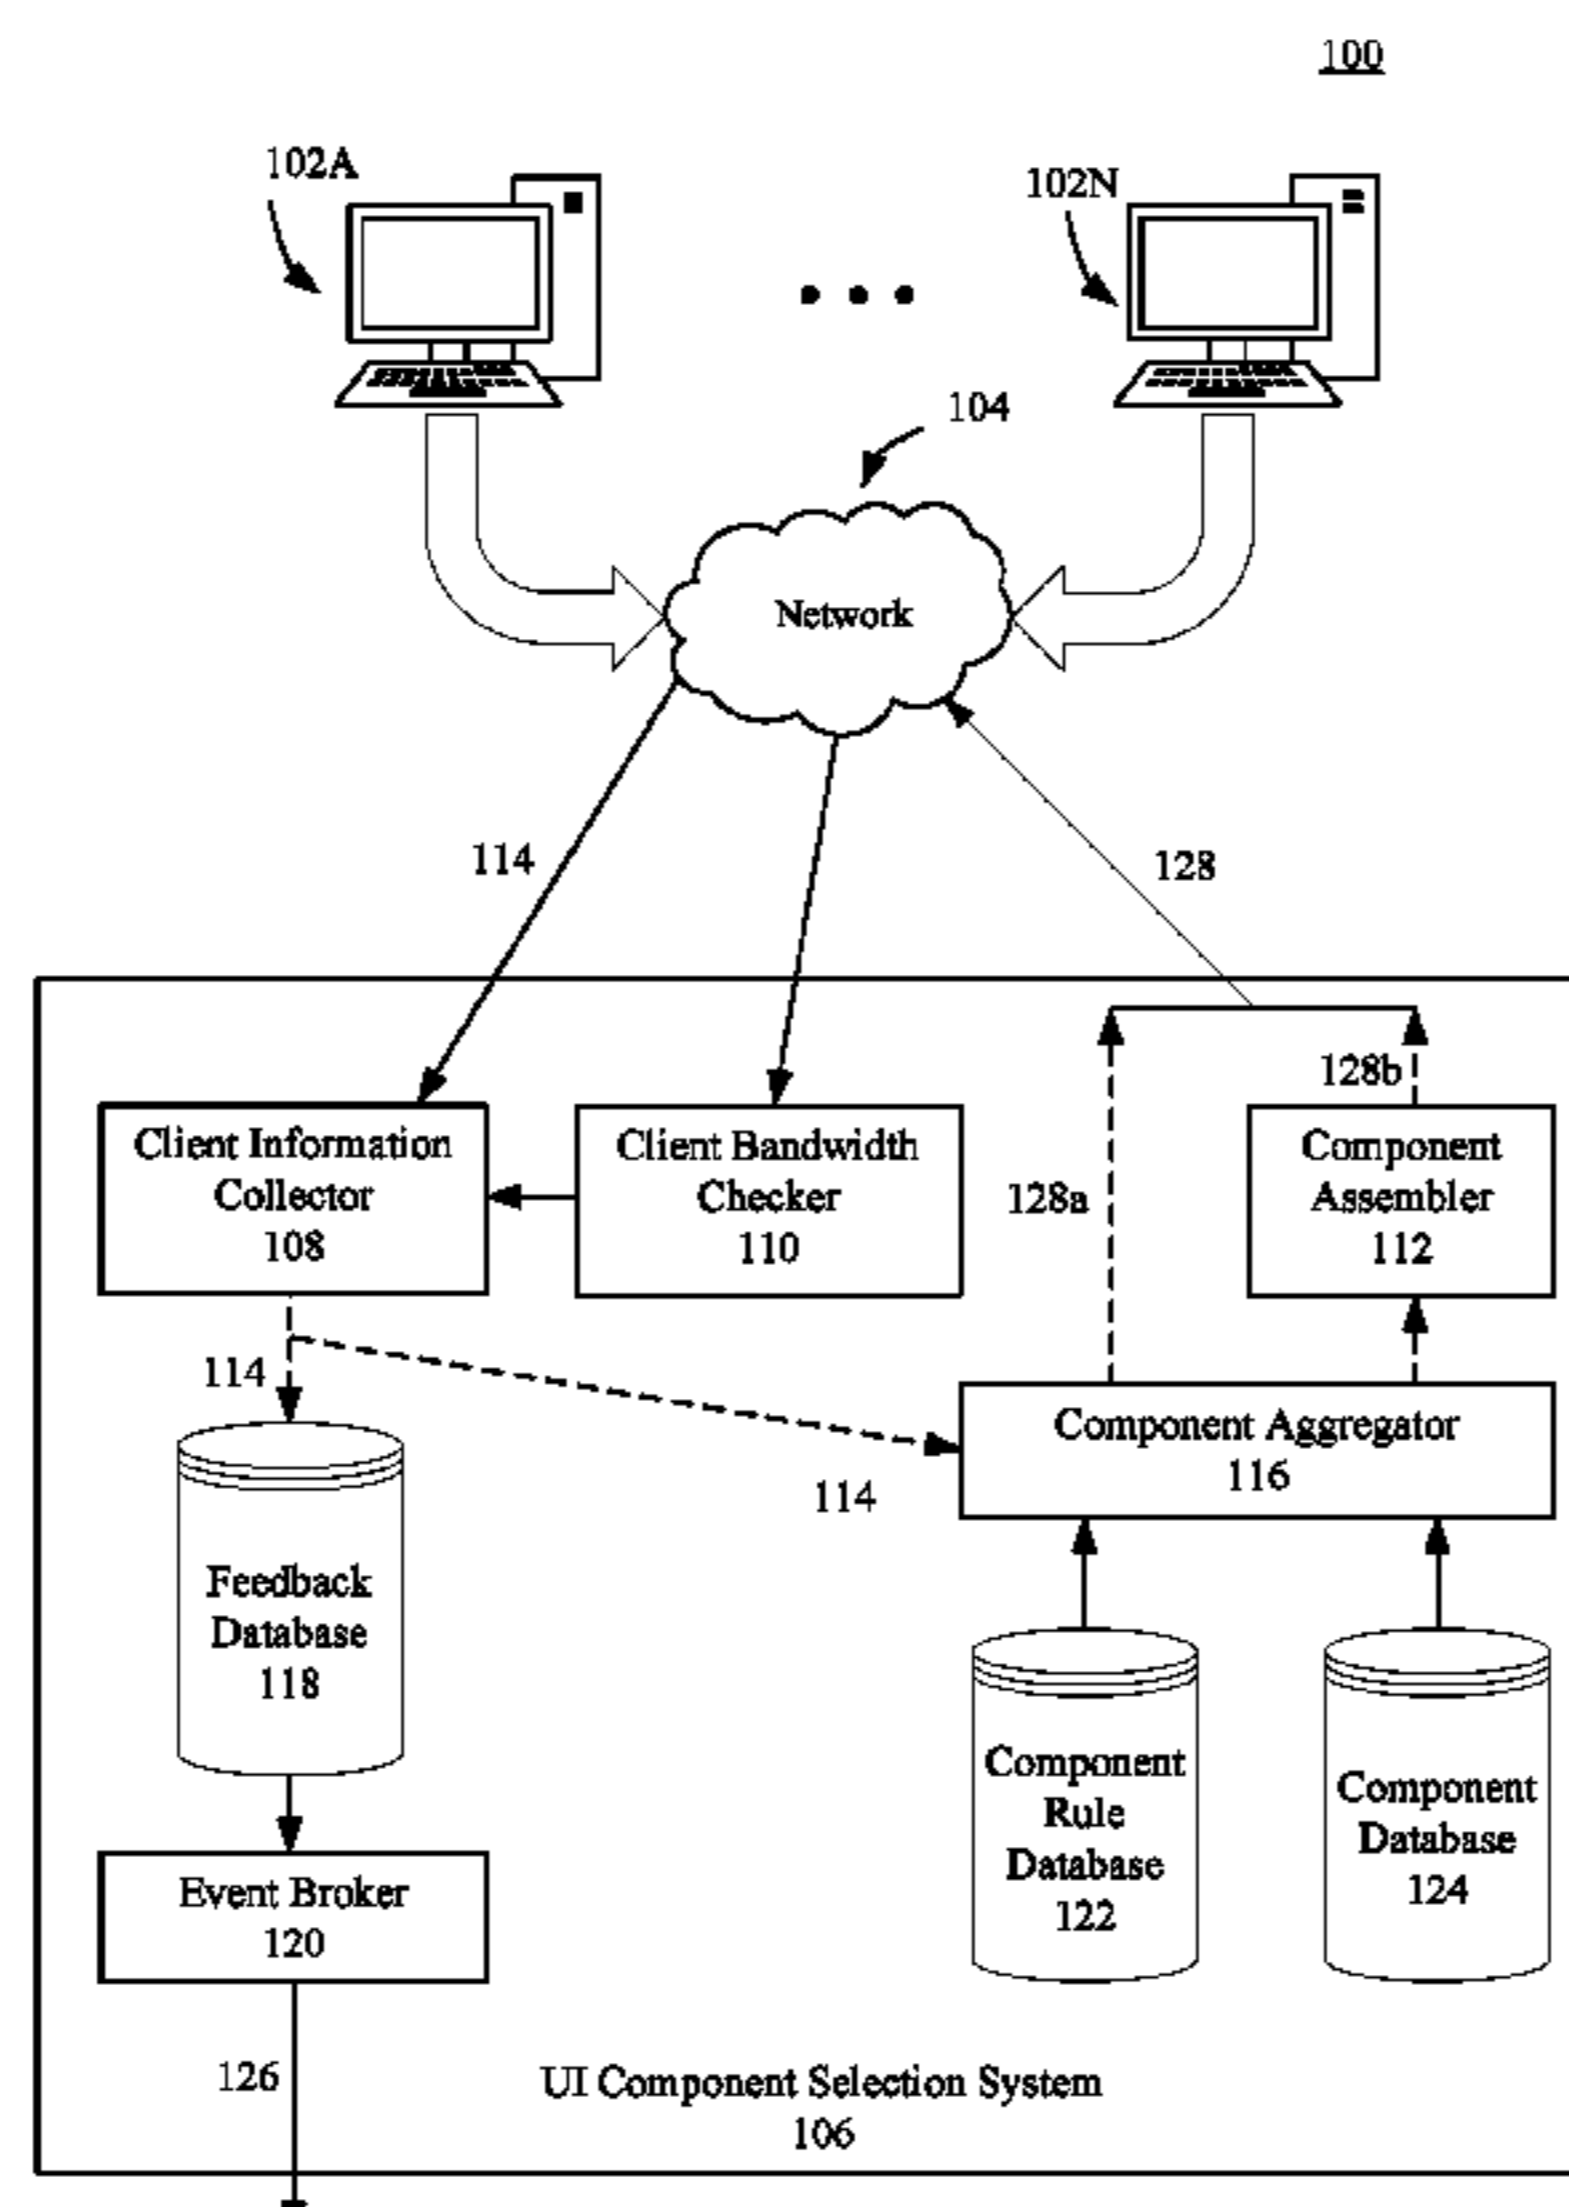 100
102A
102N
104
Network
114
128
128b
Client Information
Collector
108
Client Bandwidth
Checker
110
128a
Component
Assembler
112
114
Component Aggregator
116
114
Feedback
Database
118
Component
Rule
Database
122
Component
Database
124
Event Broker
120
126
UI Component Selection System
106